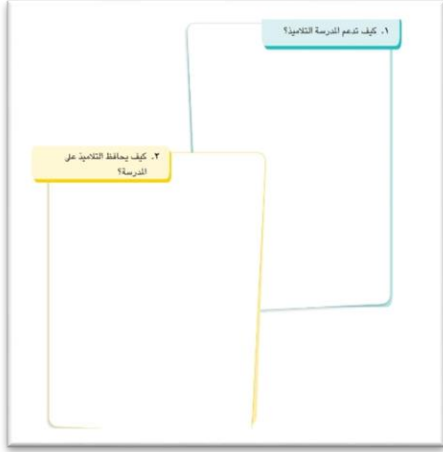 ١. كيف تدعم المدرسة التلاميذ؟
٢. كيف يحافظ التلاميذ على
المدرسة؟